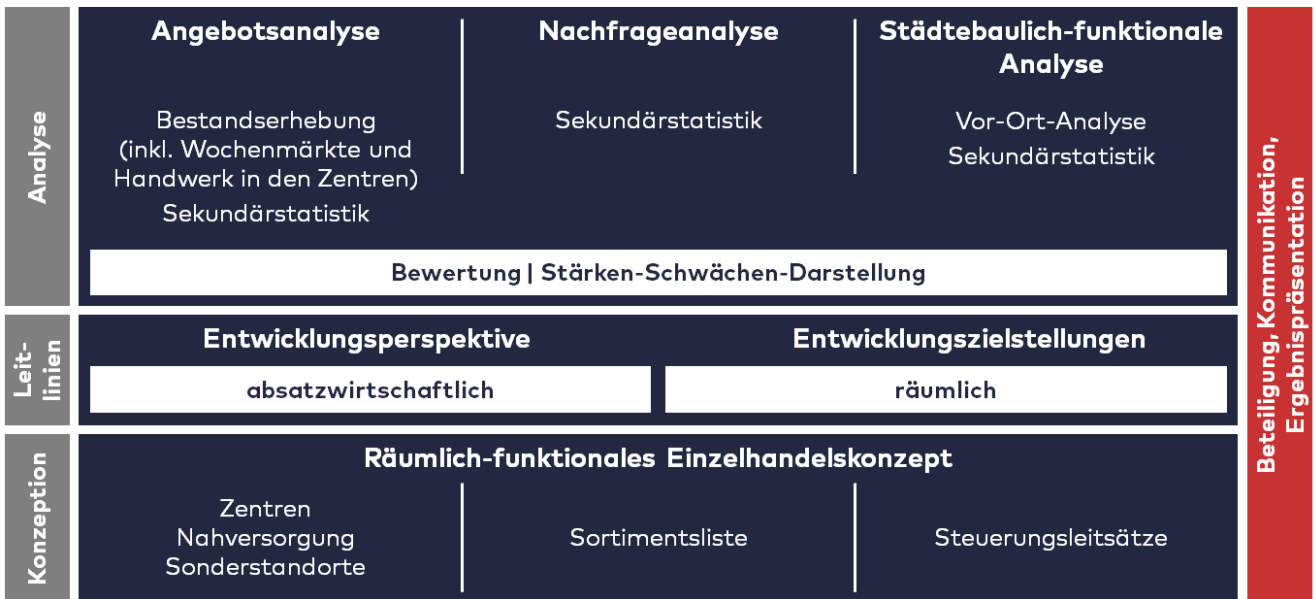 Analyse
Angebotsanalyse
Bestandserhebung
(inkl. Wochenmärkte und
Handwerk in den Zentren)
Sekundärstatistik
Nachfrageanalyse
Sekundärstatistik
Städtebaulich-funktionale
Analyse
Vor-Ort-Analyse
Sekundärstatistik
Bewertung | Stärken-Schwächen-Darstellung
Leit-
linien
Entwicklungsperspektive
absatzwirtschaftlich
Entwicklungszielstellungen
räumlich
Konzeption
Räumlich-funktionales Einzelhandelskonzept
Zentren
Nahversorgung
Sonderstandorte
Sortimentsliste
Steuerungsleitsätze
Beteiligung, Kommunikation,
Ergebnispräsentation